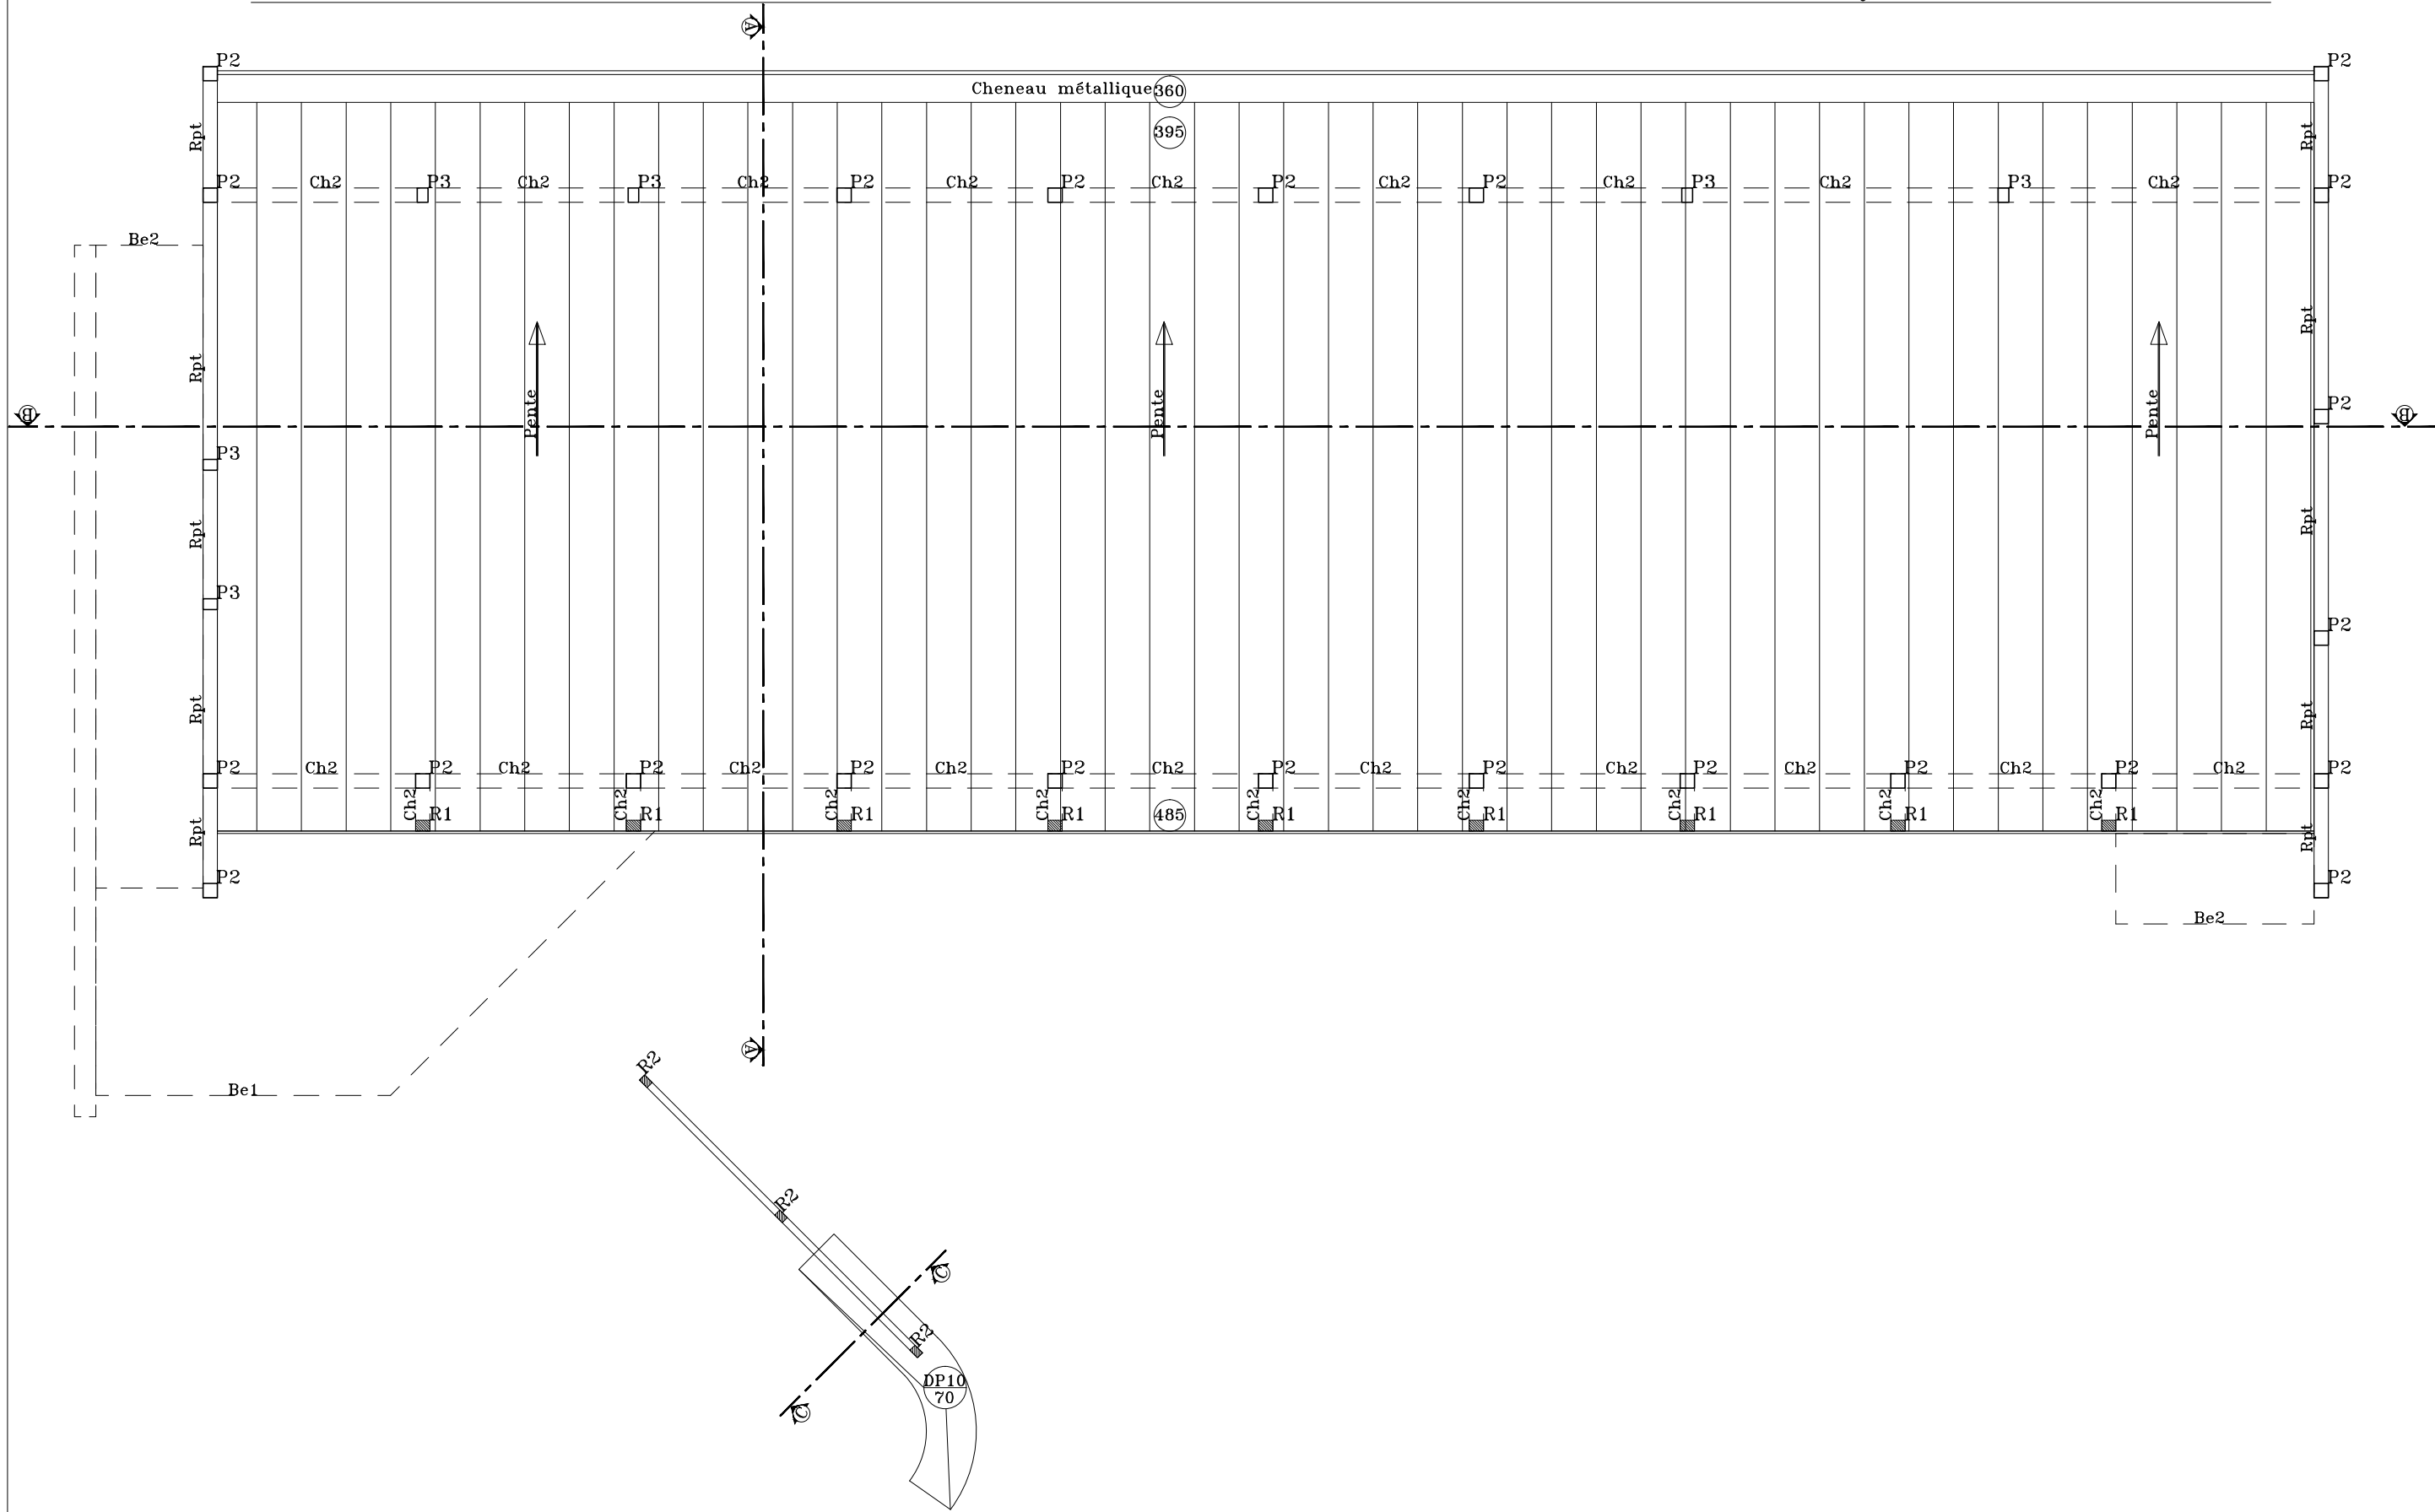 A
P2 P2
Cheneau métallique 360
Rpt 395 Rpt
P2 Ch2 P3 Ch2 P3 Ch2 P2 Ch2 P2 Ch2 P2 Ch2 P2 Ch2 P3 Ch2 P3 Ch2 P2
Be2
Rpt Rpt
Pente Pente Pente
B P2 B
P3
Rpt Rpt
P3
P2
Rpt Rpt
P2 Ch2 P2 Ch2 P2 Ch2 P2 Ch2 P2 Ch2 P2 Ch2 P2 Ch2 P2 Ch2 P2 Ch2 P2 Ch2 P2
Ch2 Ch2 Ch2 Ch2 Ch2 Ch2 Ch2 Ch2 Ch2
R1 R1 R1 R1 485 R1 R1 R1 R1 R1
Rpt Rpt
P2 P2
Be2
A
R2
Be1
R2
C
R2
DP10
70
C